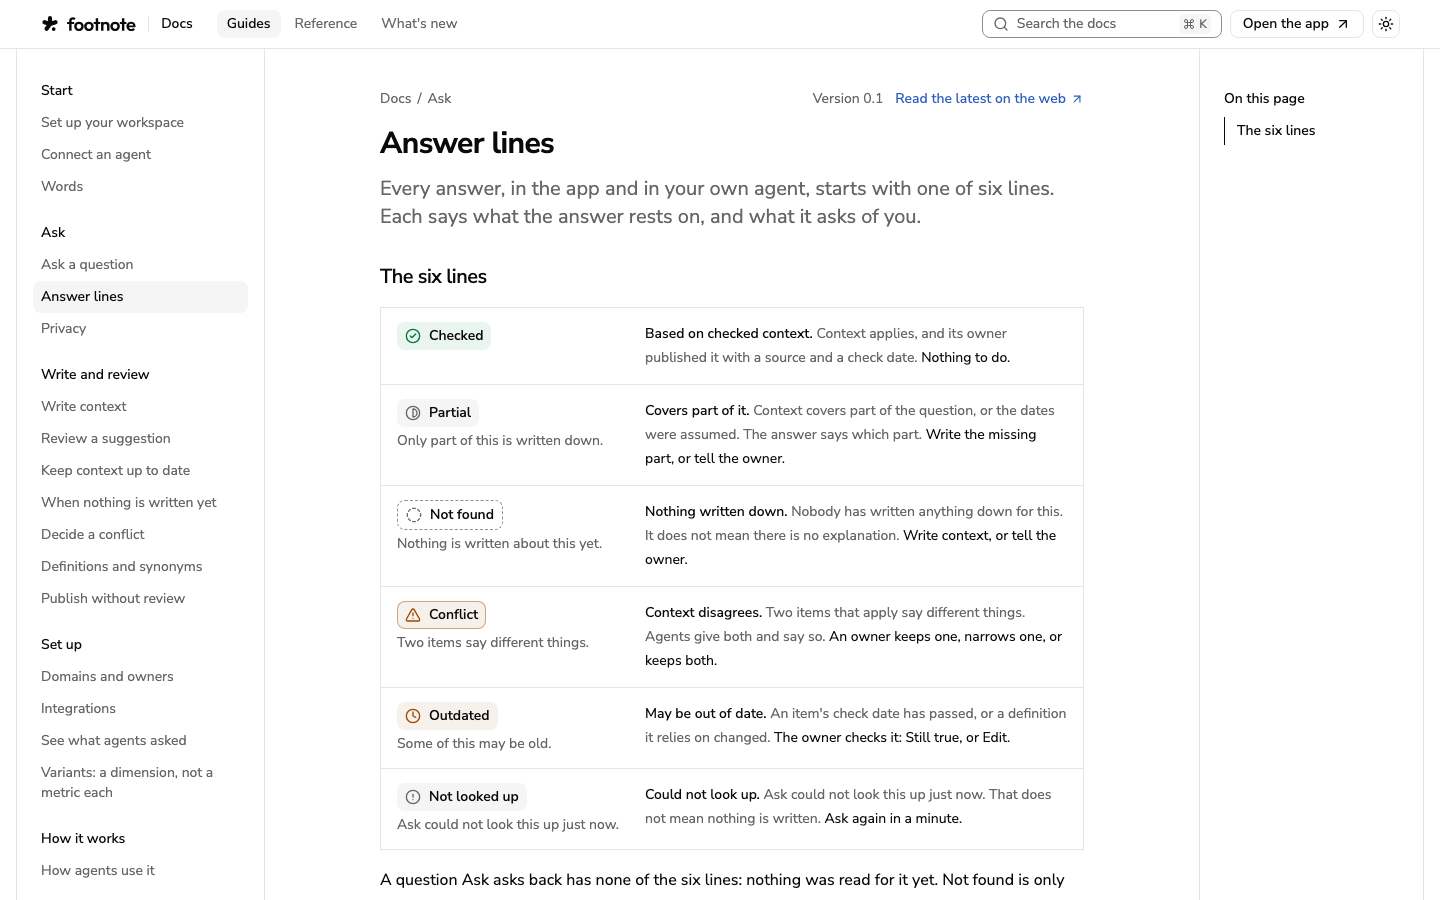 footnote
Docs
Guides
Reference
What's new
Search the docs
⌘ K
Open the app
Start
Set up your workspace
Connect an agent
Words
Ask
Ask a question
Answer lines
Privacy
Write and review
Write context
Review a suggestion
Keep context up to date
When nothing is written yet
Decide a conflict
Definitions and synonyms
Publish without review
Set up
Domains and owners
Integrations
See what agents asked
Variants: a dimension, not a
metric each
How it works
How agents use it
Docs / Ask
Version 0.1
Read the latest on the web
Answer lines
Every answer, in the app and in your own agent, starts with one of six lines.
Each says what the answer rests on, and what it asks of you.
The six lines
Checked
Based on checked context. Context applies, and its owner
published it with a source and a check date. Nothing to do.
Partial
Only part of this is written down.
Covers part of it. Context covers part of the question, or the dates
were assumed. The answer says which part. Write the missing
part, or tell the owner.
Not found
Nothing is written about this yet.
Nothing written down. Nobody has written anything down for this.
It does not mean there is no explanation. Write context, or tell the
owner.
Conflict
Two items say different things.
Context disagrees. Two items that apply say different things.
Agents give both and say so. An owner keeps one, narrows one, or
keeps both.
Outdated
Some of this may be old.
May be out of date. An item's check date has passed, or a definition
it relies on changed. The owner checks it: Still true, or Edit.
Not looked up
Ask could not look this up just now.
Could not look up. Ask could not look this up just now. That does
not mean nothing is written. Ask again in a minute.
A question Ask asks back has none of the six lines: nothing was read for it yet. Not found is only
On this page
The six lines